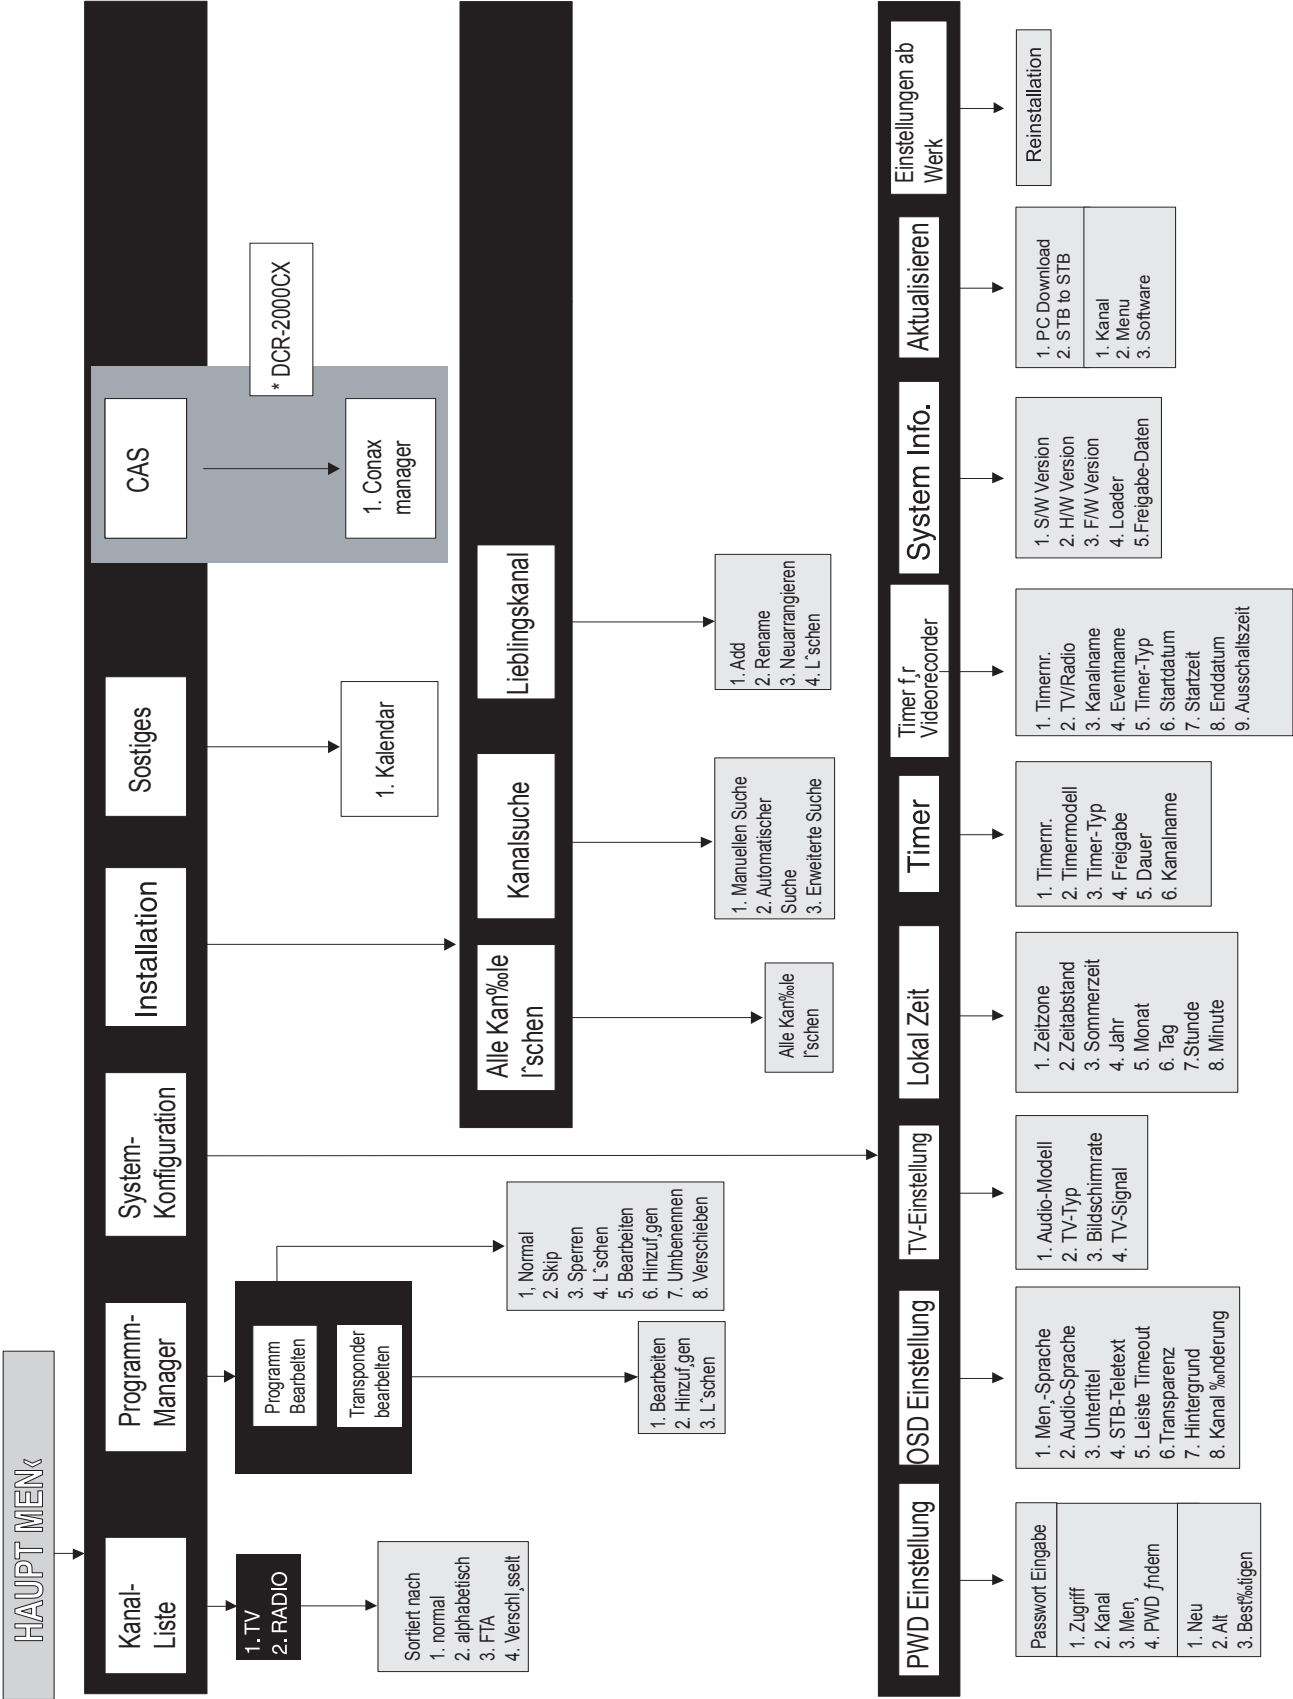 HAUPT MEN‹
Kanal-
Liste
Programm-
Manager
System-
Konfiguration
Installation
Sostiges
CAS
1. TV
2. RADIO
Sortiert nach
1. normal
2. alphabetisch
3. FTA
4. Verschl¸sselt
Programm
Bearbeiten
Transponder
bearbeiten
1, Normal
2. Skip
3. Sperren
4. Lˆschen
5. Bearbeiten
6. Hinzuf¸gen
7. Umbenennen
8. Verschieben
1. Bearbeiten
2. Hinzuf¸gen
3. Lˆschen
1. Kalendar
* DCR-2000CX
1. Conax
manager
Alle Kan‰le
lˆschen
Kanalsuche
Lieblingskanal
Alle Kan‰le
lˆschen
1. Manuellen Suche
2. Automatischer
Suche
3. Erweiterte Suche
1. Add
2. Rename
3. Neuarrangieren
4. Lˆschen
PWD Einstellung
OSD Einstellung
TV-Einstellung
Lokal Zeit
Timer
Timer f¸r
Videorecorder
System Info.
Aktualisieren
Einstellungen ab
Werk
Passwort Eingabe
1. Zugriff
2. Kanal
3. Men¸
4. PWD ƒndern
1. Neu
2. Alt
3. Best‰tigen
1. Men¸-Sprache
2. Audio-Sprache
3. Untertitel
4. STB-Teletext
5. Leiste Timeout
6.Transparenz
7. Hintergrund
8. Kanal ‰nderung
1. Audio-Modell
2. TV-Typ
3. Bildschirmrate
4. TV-Signal
1. Zeitzone
2. Zeitabstand
3. Sommerzeit
4. Jahr
5. Monat
6. Tag
7.Stunde
8. Minute
1. Timernr.
2. Timermodell
3. Timer-Typ
4. Freigabe
5. Dauer
6. Kanalname
1. Timernr.
2. TV/Radio
3. Kanalname
4. Eventname
5. Timer-Typ
6. Startdatum
7. Startzeit
8. Enddatum
9. Ausschaltszeit
1. S/W Version
2. H/W Version
3. F/W Version
4. Loader
5.Freigabe-Daten
1. PC Download
2. STB to STB
1. Kanal
2. Menu
3. Software
Reinstallation